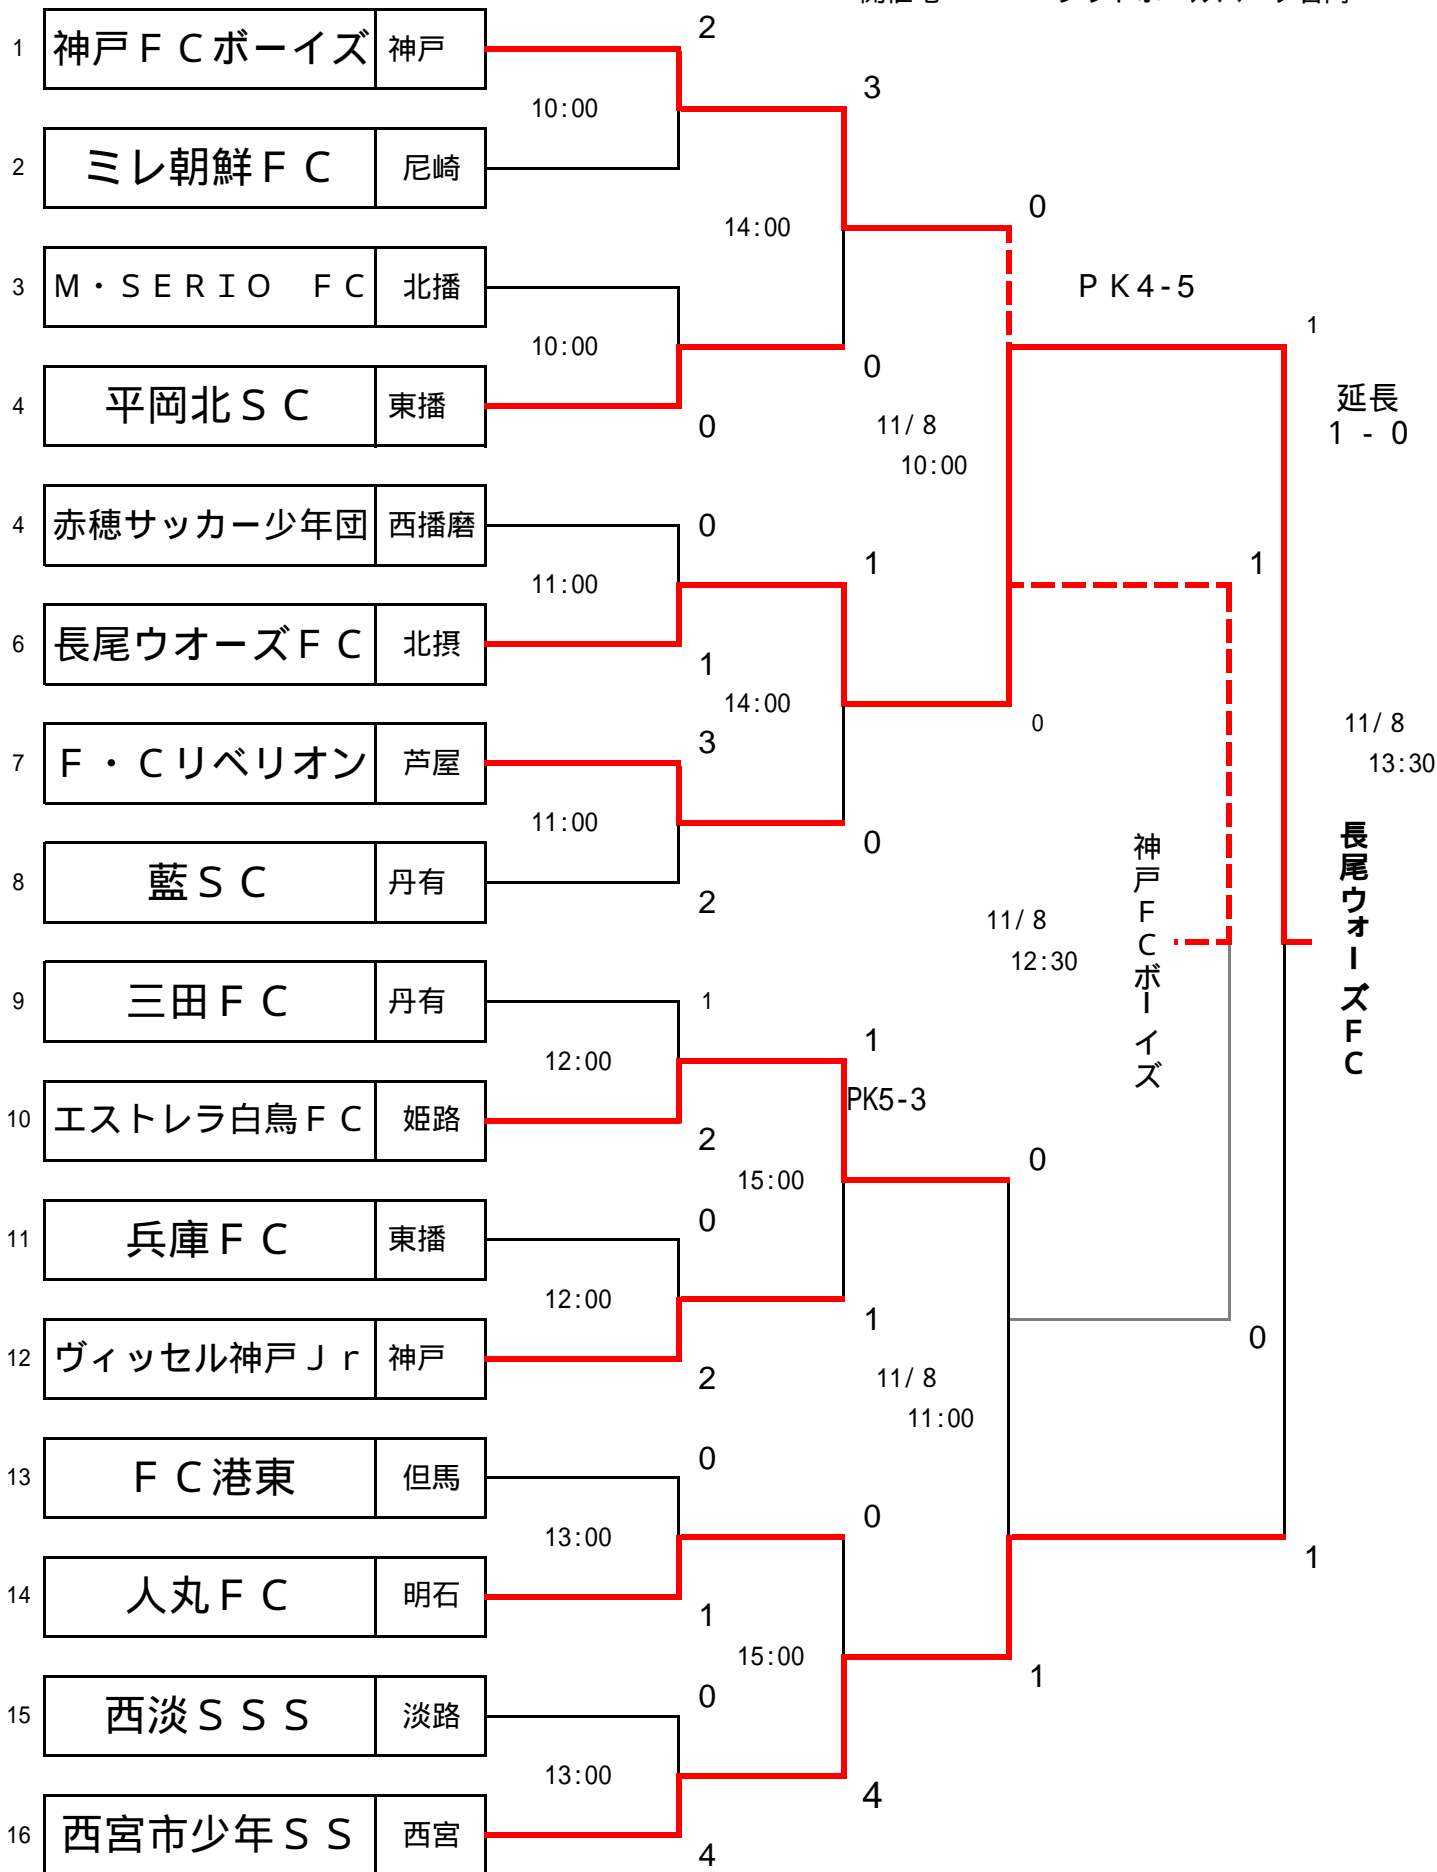 2
1 神戸ＦＣボーイズ 神戸
3
10:00
2 ミレ朝鮮ＦＣ 尼崎
0
14:00
3 Ｍ・ＳＥＲＩＯ　ＦＣ 北播
ＰＫ4-5
1
10:00
0
4 平岡北ＳＣ 東播
延長
1 - 0
0
11/8
10:00
4 赤穂サッカー少年団 西播磨
0
1
1
11:00
6 長尾ウオーズＦＣ 北摂
1
14:00
0
11/8
13:30
3
7 Ｆ・Ｃリベリオン 芦屋
11:00
0
8 藍ＳＣ 丹有
2
神戸ＦＣボーイズ
長尾ウォーズＦＣ
11/8
12:30
9 三田ＦＣ 丹有
1
1
12:00
PK5-3
10 エストレラ白鳥ＦＣ 姫路
2
0
15:00
0
11 兵庫ＦＣ 東播
12:00
1
0
12 ヴィッセル神戸Ｊｒ 神戸
2
11/8
11:00
0
13 ＦＣ港東 但馬
0
13:00
1
14 人丸ＦＣ 明石
1
15:00
1
0
15 西淡ＳＳＳ 淡路
13:00
4
16 西宮市少年ＳＳ 西宮
4